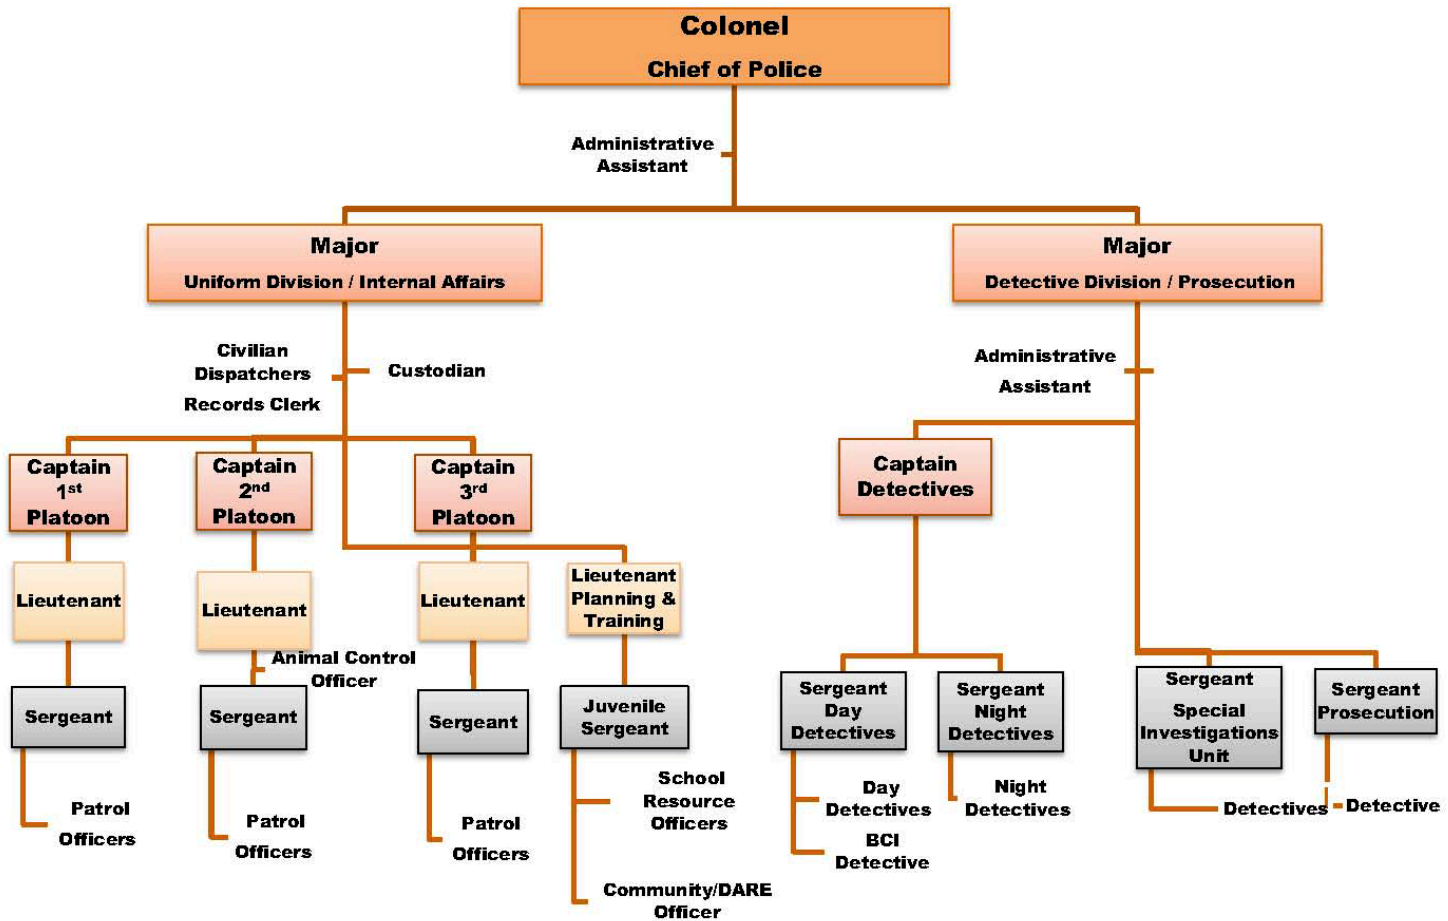 Colonel
Chief of Police
Administrative
Assistant
Major
Uniform Division / Internal Affairs
Major
Detective Division / Prosecution
Civilian
Dispatchers
Records Clerk
Custodian
Administrative
Assistant
Captain
1st
Platoon
Captain
2nd
Platoon
Captain
3rd
Platoon
Captain
Detectives
Lieutenant
Lieutenant
Lieutenant
Lieutenant
Planning &
Training
Animal Control
Officer
Sergeant
Sergeant
Sergeant
Juvenile
Sergeant
Sergeant
Day
Detectives
Sergeant
Night
Detectives
Sergeant
Special
Investigations
Unit
Sergeant
Prosecution
Patrol
Officers
Patrol
Officers
Patrol
Officers
School
Resource
Officers
Community/DARE
Officer
Day
Detectives
BCI
Detective
Night
Detectives
Detectives
Detective